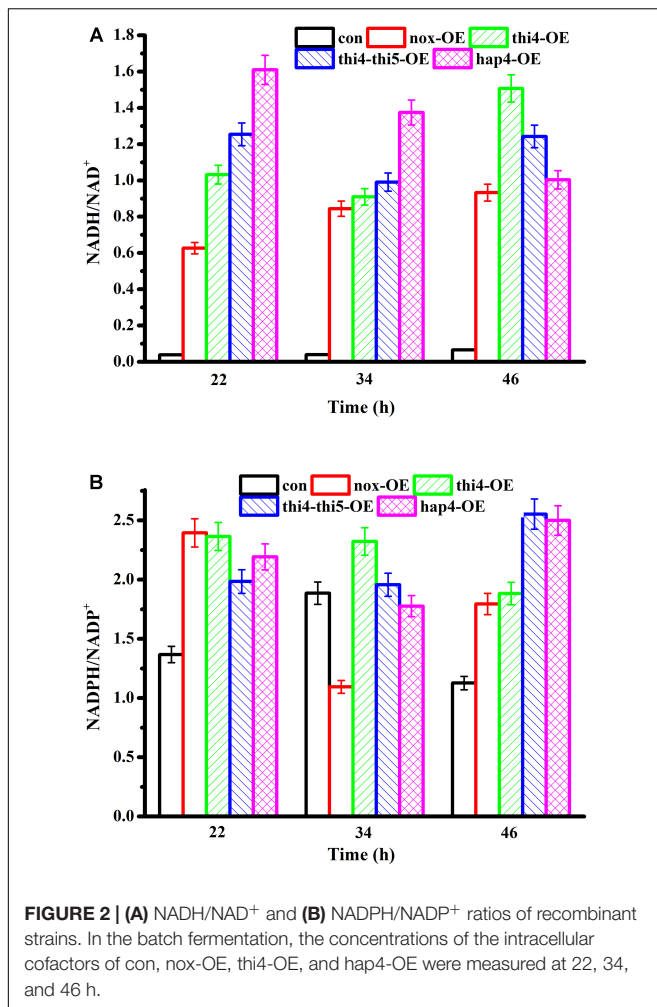 A
con nox-OE thi4-OE
thi4-thi5-OE hap4-OE
1.8
1.6
1.4
1.2
1.0
0.8
0.6
0.4
0.2
0.0
NADH/NAD+
22 34 46
Time (h)
B
con nox-OE thi4-OE
thi4-thi5-OE hap4-OE
2.5
2.0
1.5
1.0
0.5
0.0
NADPH/NADP+
22 34 46
Time (h)
FIGURE 2 | (A) NADH/NAD+ and (B) NADPH/NADP+ ratios of recombinant
strains. In the batch fermentation, the concentrations of the intracellular
cofactors of con, nox-OE, thi4-OE, and hap4-OE were measured at 22, 34,
and 46 h.